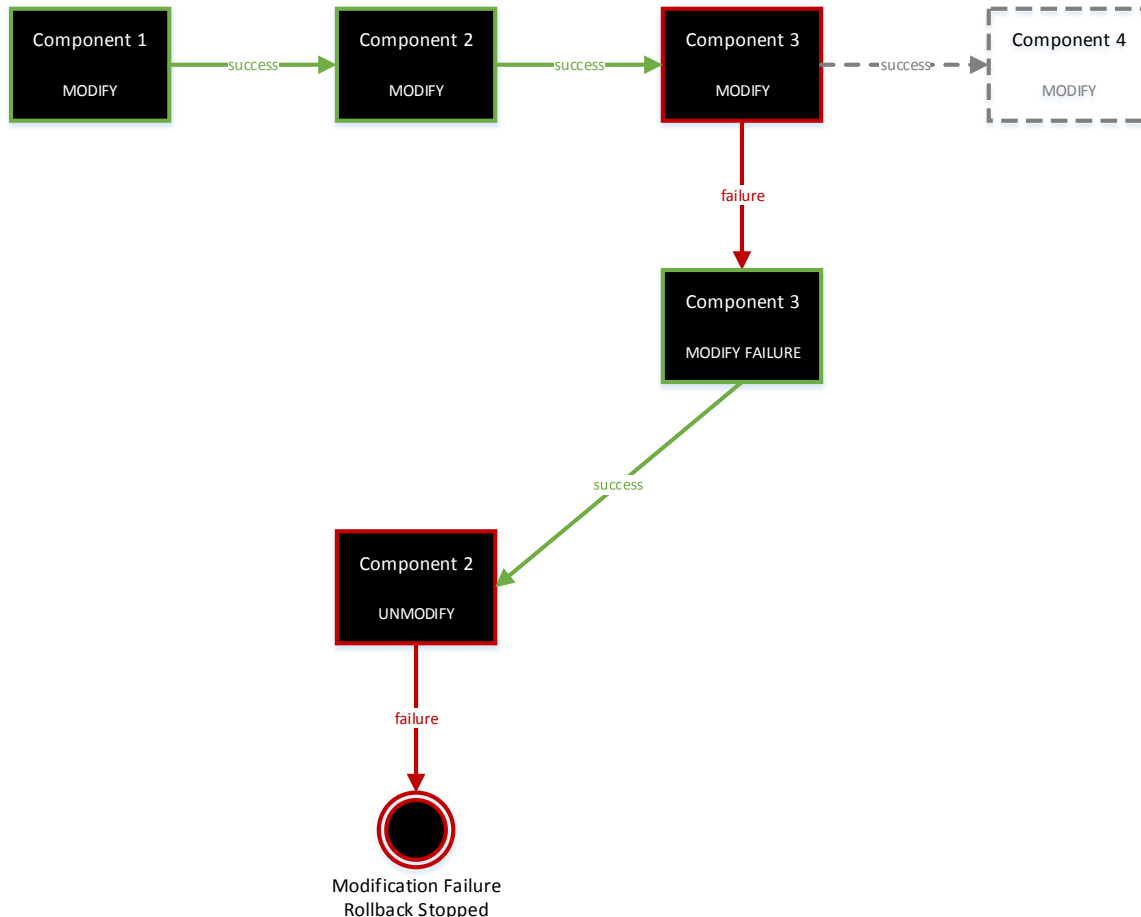 Component 1
MODIFY
success
Component 2
MODIFY
success
Component 3
MODIFY
success
Component 4
MODIFY
failure
Component 3
MODIFY FAILURE
success
Component 2
UNMODIFY
failure
Modification Failure
Rollback Stopped